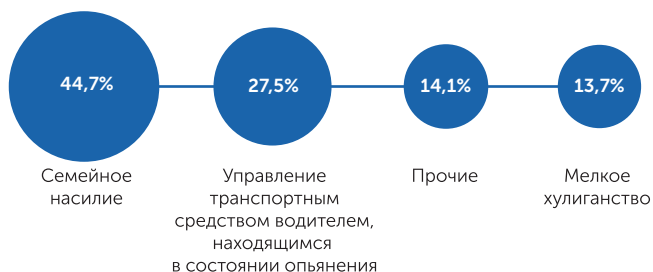 44,7%
27,5%
14,1%
13,7%
Семейное
насилие
Управление
транспортным
средством водителем,
находящимся
в состоянии опьянения
Прочие
Мелкое
хулиганство